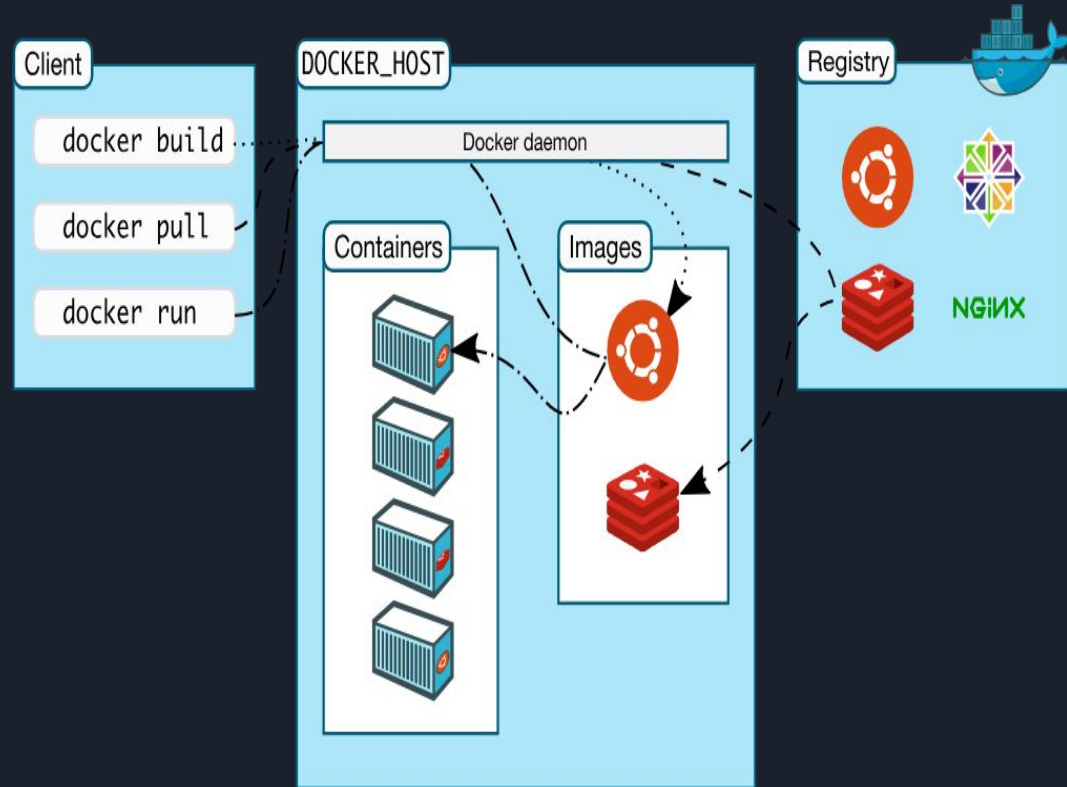 Client
DOCKER_HOST
Registry
docker build
Docker daemon
docker pull
Containers
Images
docker run
NGiNX